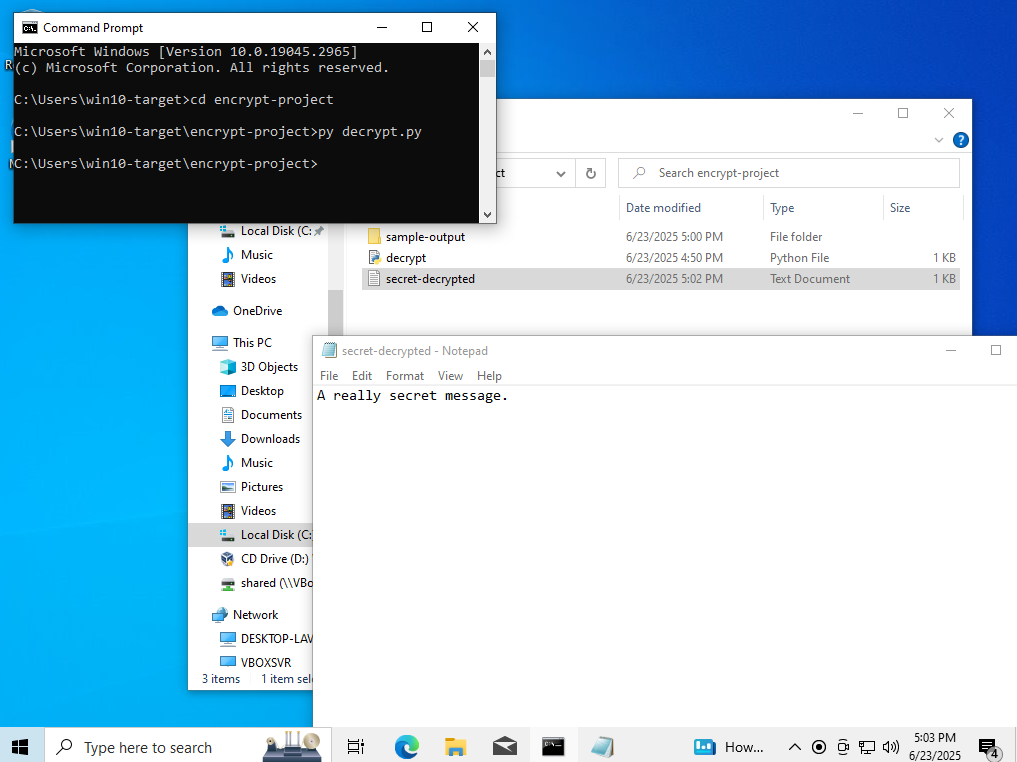 Command Prompt
Microsoft Windows [Version 10.0.19045.2965]
(c) Microsoft Corporation. All rights reserved.
C:\Users\win10-target>cd encrypt-project
C:\Users\win10-target\encrypt-project>py decrypt.py
C:\Users\win10-target\encrypt-project>
ct
Search encrypt-project
Date modified Type Size
Local Disk (C:
Music
Videos
OneDrive
This PC
3D Objects
Desktop
Documents
Downloads
Music
Pictures
Videos
Local Disk (C:
CD Drive (D:)
shared (\\VBo
Network
DESKTOP-LAV
VBOXSVR
3 items 1 item sele
sample-output 6/23/2025 5:00 PM File folder
decrypt 6/23/2025 4:50 PM Python File 1 KB
secret-decrypted 6/23/2025 5:02 PM Text Document 1 KB
secret-decrypted - Notepad
File Edit Format View Help
A really secret message.
Type here to search
How...
5:03 PM
6/23/2025
4